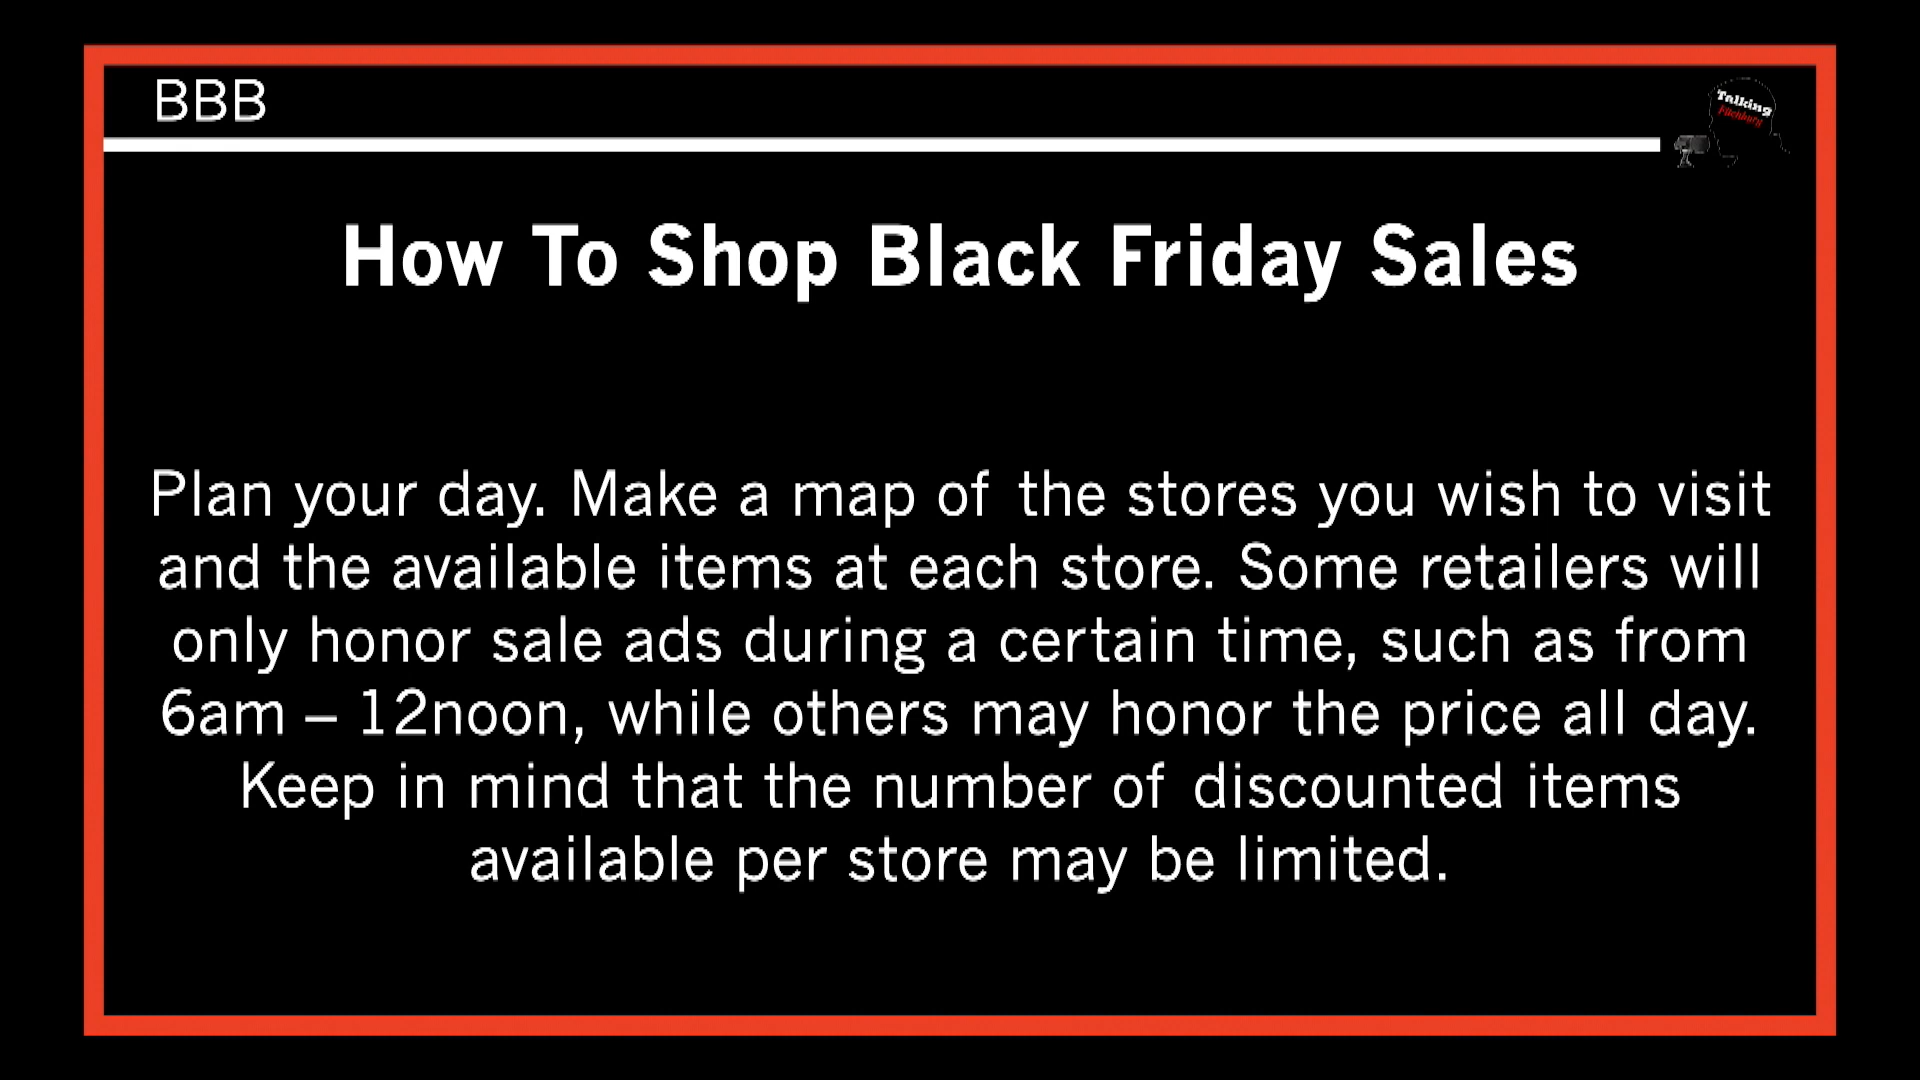 BBB
Talking
Fitchburg
How To Shop Black Friday Sales
Plan your day. Make a map of the stores you wish to visit
and the available items at each store. Some retailers will
only honor sale ads during a certain time, such as from
6am – 12noon, while others may honor the price all day.
Keep in mind that the number of discounted items
available per store may be limited.